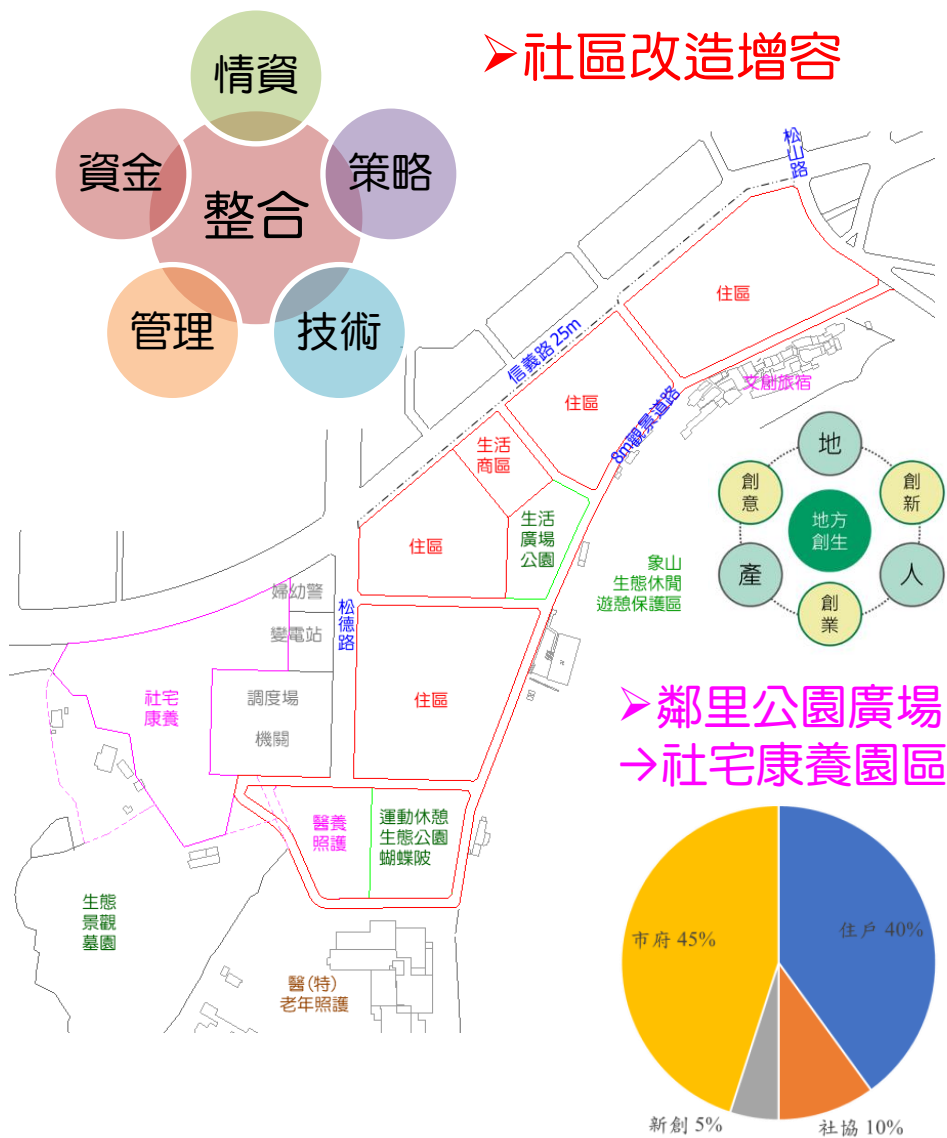 ➢社區改造增容
情資
資金
策略
整合
管理
技術
松山路
住區
信義路 25m
文創旅宿
住區
8m觀景道路
生活
商區
地
創意
創新
地方
創生
產
人
創業
住區
生活
廣場
公園
象山
生態休閒
遊憩保護區
婦幼警
變電站
松德路
社宅
康養
調度場
機關
住區
➢鄰里公園廣場
→社宅康養園區
醫養
照護
運動休憩
生態公園
蝴蝶陂
生態
景觀
墓園
醫(特)
老年照護
市府 45%
住戶 40%
新創 5%
社協 10%